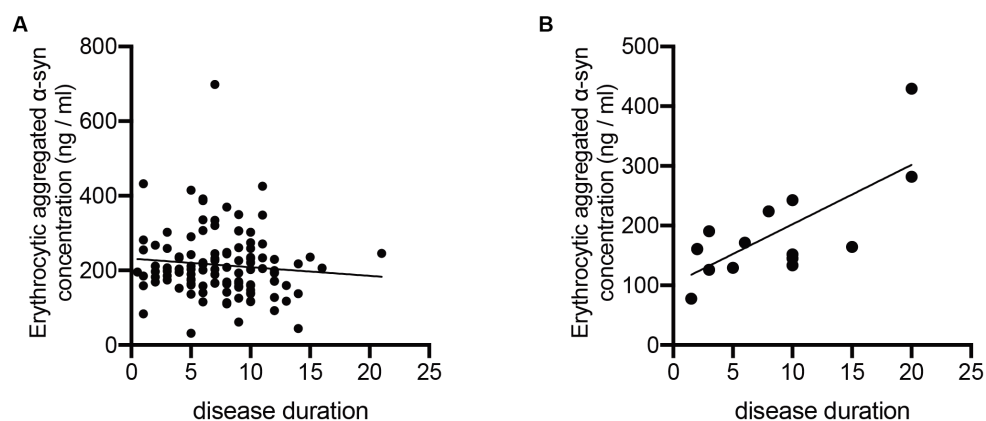 A
Erythrocytic aggregated α-syn
concentration (ng / ml)
800
600
400
200
0
0 5 10 15 20 25
disease duration
B
Erythrocytic aggregated α-syn
concentration (ng / ml)
500
400
300
200
100
0
0 5 10 15 20 25
disease duration